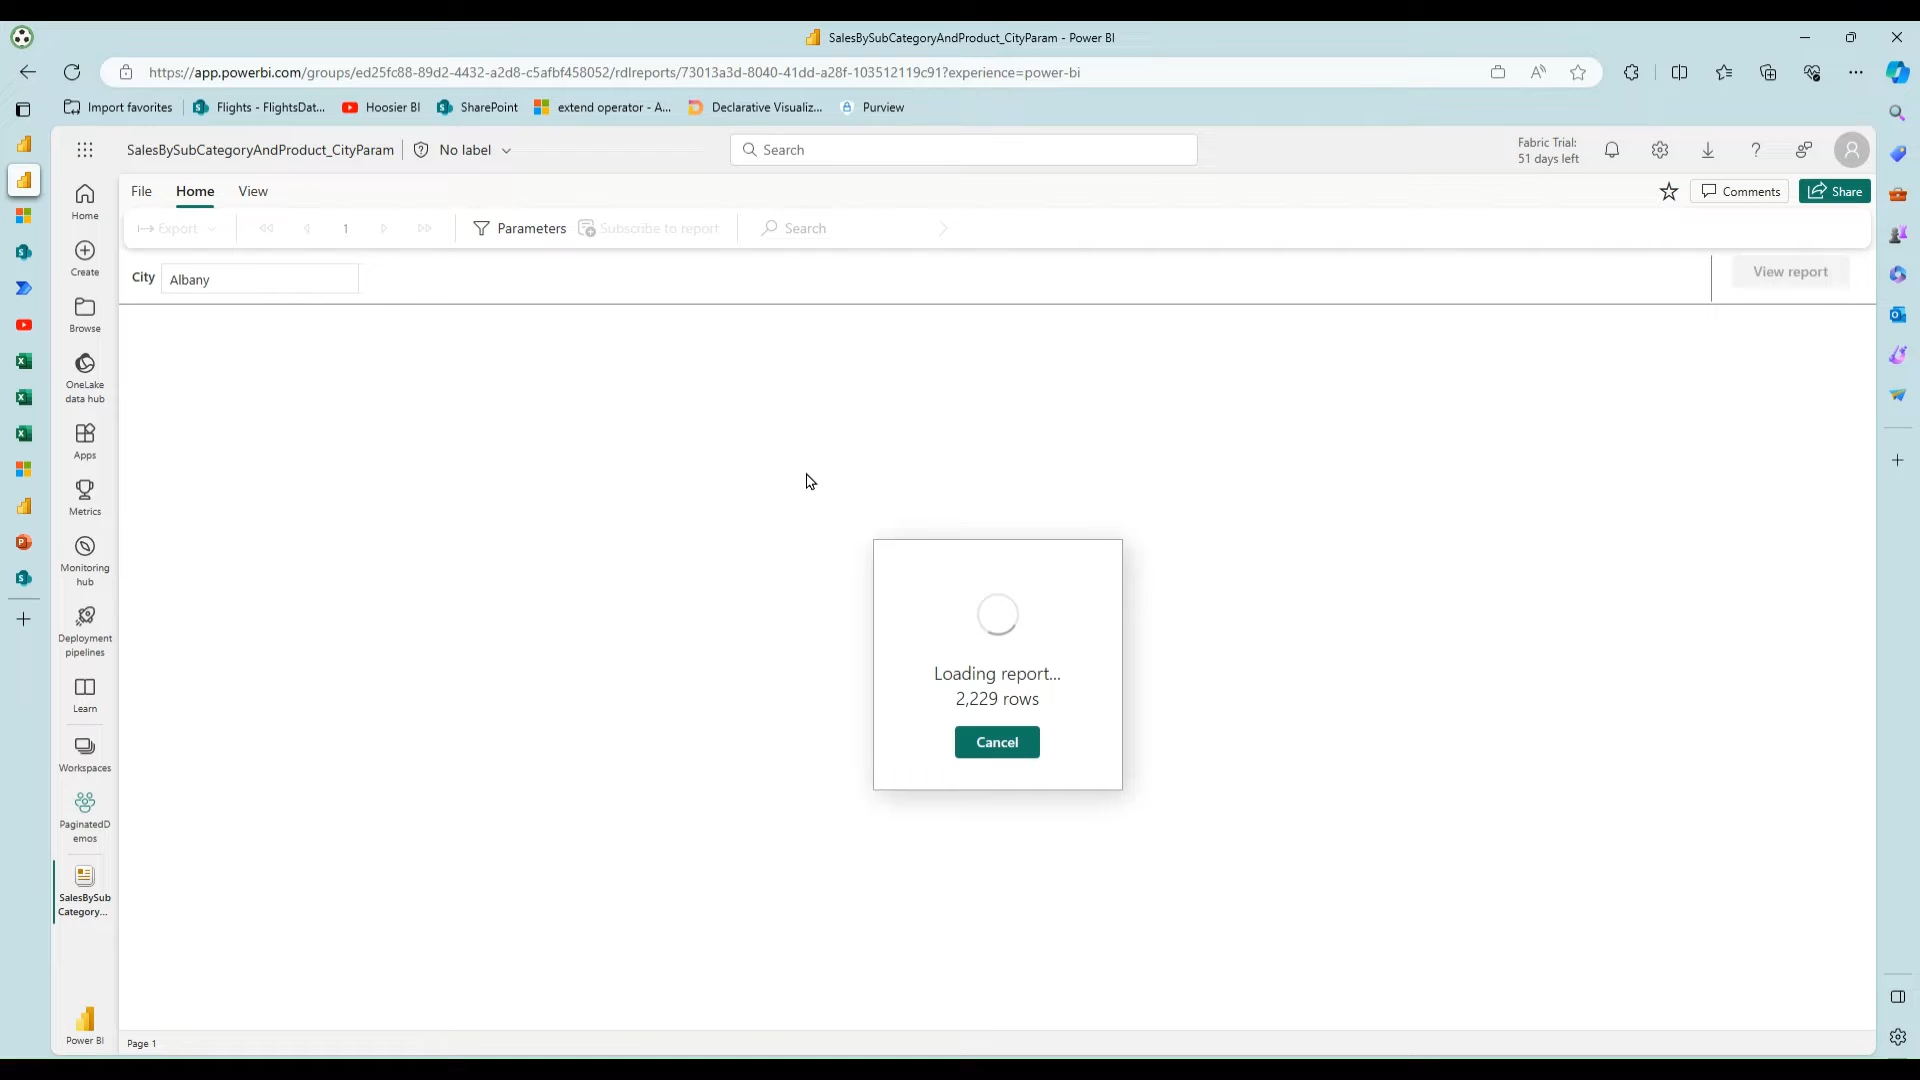 SalesBySubCategoryAndProduct_CityParam - Power BI
https://app.powerbi.com/groups/ed25fc88-89d2-4432-a2d8-c5afbf458052/rdlreports/73013a3d-8040-41dd-a28f-103512119c91?experience=power-bi
Import favorites
Flights - FlightsDat...
Hoosier BI
SharePoint
extend operator - A...
Declarative Visualiz...
Purview
SalesBySubCategoryAndProduct_CityParam
No label
Search
Fabric Trial:
51 days left
File
Home
View
Comments
Share
Export
1
Parameters
Subscribe to report
Search
City
Albany
View report
Home
Create
Browse
OneLake
data hub
Apps
Metrics
Monitoring
hub
Deployment
pipelines
Learn
Workspaces
PaginatedD
emos
SalesBySub
Category...
Power BI
Loading report...
2,229 rows
Cancel
Page 1